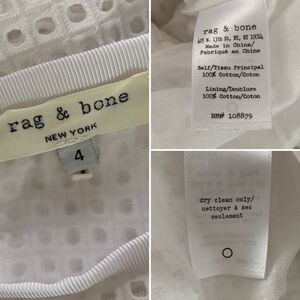 rag & bone
NEW YORK
4
rag & bone
425 W. 13th St, NY, NY 10014
Made in China/
Fabriqué en Chine
Self/Tissu Principal
100% Cotton/Coton
Lining/Doublure
100% Cotton/Coton
RN# 108879
dry clean only/
nettoyer à sec
seulement